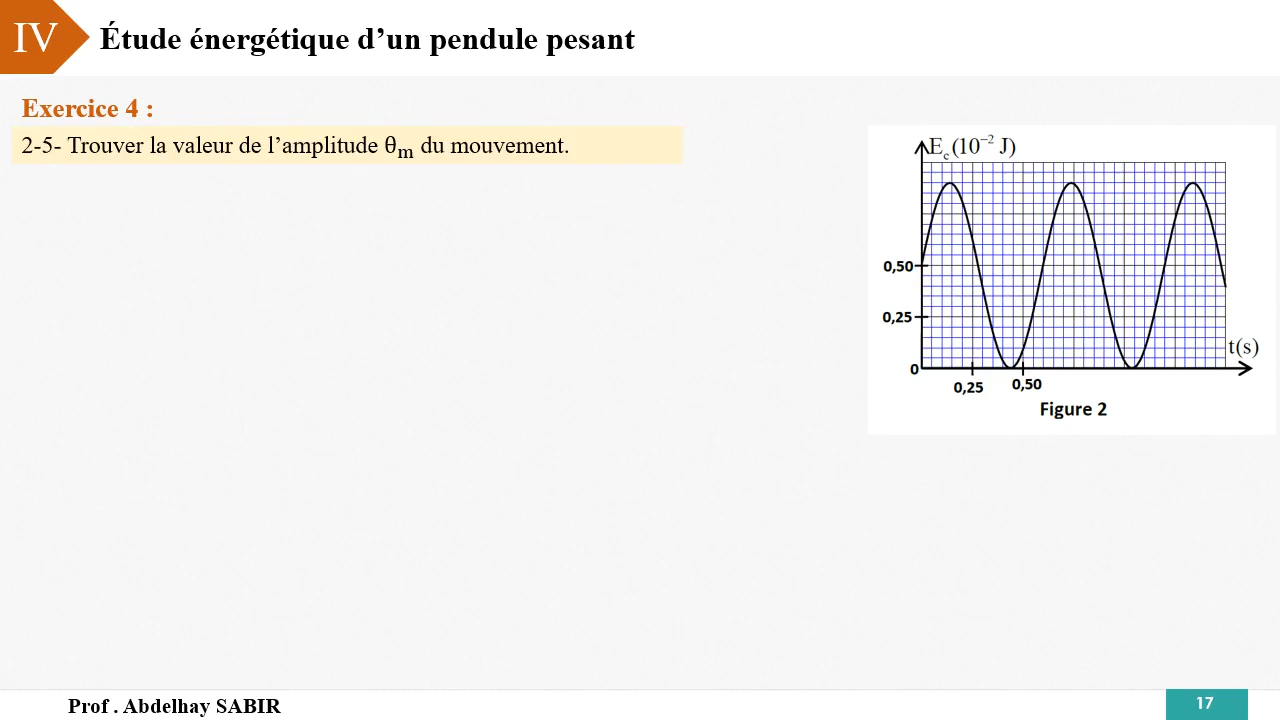 IV
Étude énergétique d’un pendule pesant
Exercice 4 :
2-5- Trouver la valeur de l’amplitude θm du mouvement.
Ec(10−2 J)
0,50
0,25
0
t(s)
0,25
0,50
Figure 2
Prof . Abdelhay SABIR
17